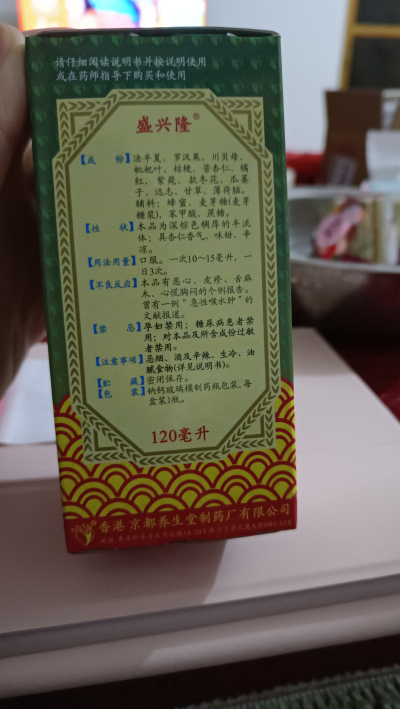 请仔细阅读说明书并按说明使用
或在药师指导下购买和使用
盛兴隆®
【成 份】法半夏、罗汉果、川贝母、
枇杷叶、桔梗、苦杏仁、橘
红、紫菀、款冬花、瓜蒌
子、远志、甘草、薄荷脑。
辅料：蜂蜜、麦芽糖(麦芽
糖浆)、苯甲酸、蔗糖。
【性 状】本品为深棕色稠厚的半流
体；具杏仁香气，味甜、辛
凉。
【用法用量】口服。一次10～15毫升，一
日3次。
【不良反应】本品有恶心、皮疹、舌麻
木、心慌胸闷的个例报告。
曾有一例“急性喉水肿”的
文献报道。
【禁 忌】孕妇禁用；糖尿病患者禁
用；对本品及所含成份过敏
者禁用。
【注意事项】忌烟、酒及辛辣、生冷、油
腻食物(详见说明书)。
【贮 藏】密闭保存。
【包 装】钠钙玻璃模制药瓶包装，每
盒装1瓶。
120毫升
香港京都养生堂制药厂有限公司